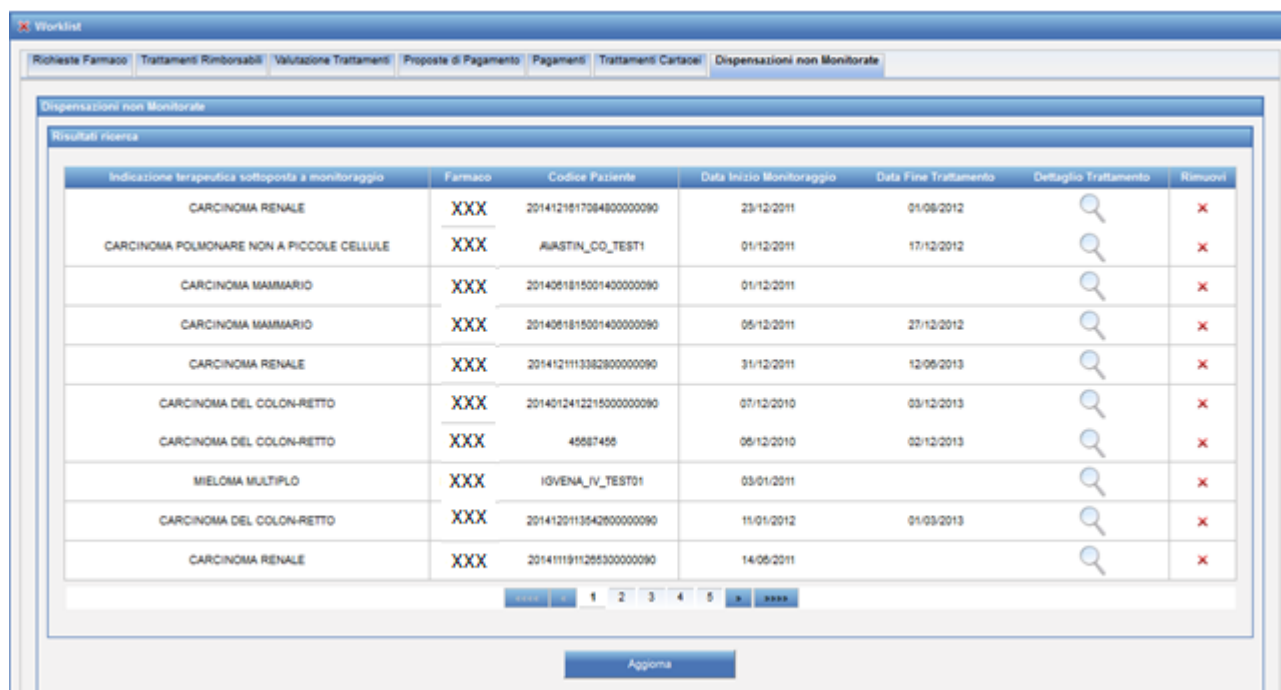 Worklist
Richieste Farmaco Trattamenti Rimborsabili Valutazione Trattamenti Proposte di Pagamento Pagamenti Trattamenti Cartacei Dispensazioni non Monitorate
Dispensazioni non Monitorate
Risultati ricerca
Indicazione terapeutica sottoposta a monitoraggio Farmaco Codice Paziente Data Inizio Monitoraggio Data Fine Trattamento Dettaglio Trattamento Rimuovi
CARCINOMA RENALE XXX 2014121617084800000090 23/12/2011 01/08/2012
CARCINOMA POLMONARE NON A PICCOLE CELLULE XXX AVASTIN_CO_TEST1 01/12/2011 17/12/2012
CARCINOMA MAMMARIO XXX 2014061815001400000090 01/12/2011
CARCINOMA MAMMARIO XXX 2014061815001400000090 05/12/2011 27/12/2012
CARCINOMA RENALE XXX 2014121113382800000090 31/12/2011 12/06/2013
CARCINOMA DEL COLON-RETTO XXX 2014012412215000000090 07/12/2010 03/12/2013
CARCINOMA DEL COLON-RETTO XXX 45687456 06/12/2010 02/12/2013
MIELOMA MULTIPLO XXX IGVENA_IV_TEST01 03/01/2011
CARCINOMA DEL COLON-RETTO XXX 2014120113542600000090 11/01/2012 01/03/2013
CARCINOMA RENALE XXX 2014111911265300000090 14/06/2011
«««« « 1 2 3 4 5 » »»»»
Aggiorna